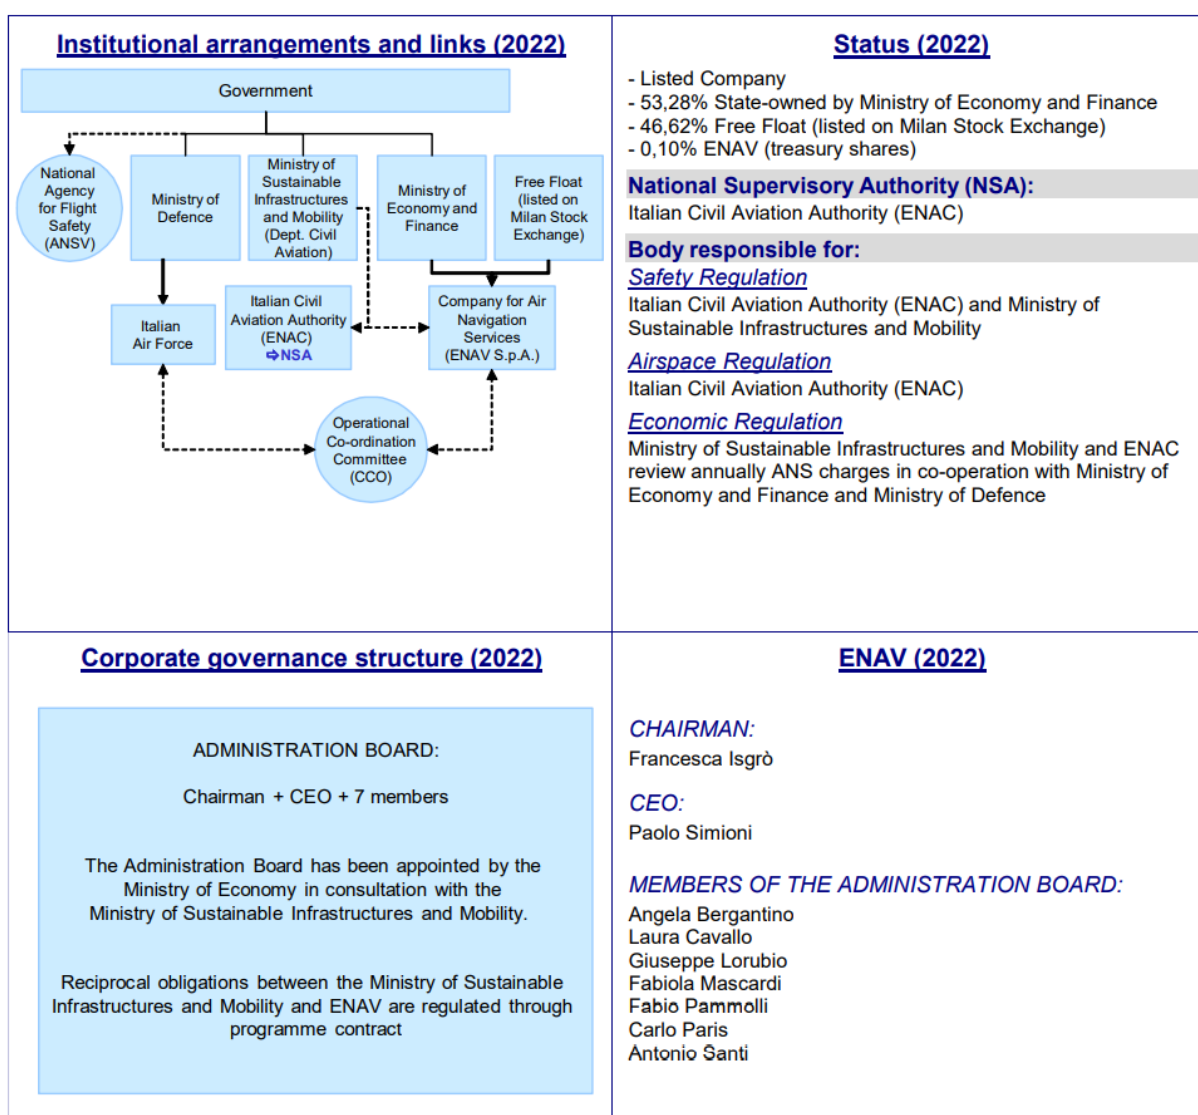 Institutional arrangements and links (2022)
Government
National
Agency
for Flight
Safety
(ANSV)
Ministry of
Defence
Ministry of
Sustainable
Infrastructures
and Mobility
(Dept. Civil
Aviation)
Ministry of
Economy and
Finance
Free Float
(listed on
Milan Stock
Exchange)
Italian
Air Force
Italian Civil
Aviation Authority
(ENAC)
⇨NSA
Company for Air
Navigation
Services
(ENAV S.p.A.)
Operational
Co-ordination
Committee
(CCO)
Status (2022)
- Listed Company
- 53,28% State-owned by Ministry of Economy and Finance
- 46,62% Free Float (listed on Milan Stock Exchange)
- 0,10% ENAV (treasury shares)
National Supervisory Authority (NSA):
Italian Civil Aviation Authority (ENAC)
Body responsible for:
Safety Regulation
Italian Civil Aviation Authority (ENAC) and Ministry of
Sustainable Infrastructures and Mobility
Airspace Regulation
Italian Civil Aviation Authority (ENAC)
Economic Regulation
Ministry of Sustainable Infrastructures and Mobility and ENAC
review annually ANS charges in co-operation with Ministry of
Economy and Finance and Ministry of Defence
Corporate governance structure (2022)
ADMINISTRATION BOARD:
Chairman + CEO + 7 members
The Administration Board has been appointed by the
Ministry of Economy in consultation with the
Ministry of Sustainable Infrastructures and Mobility.
Reciprocal obligations between the Ministry of Sustainable
Infrastructures and Mobility and ENAV are regulated through
programme contract
ENAV (2022)
CHAIRMAN:
Francesca Isgrò
CEO:
Paolo Simioni
MEMBERS OF THE ADMINISTRATION BOARD:
Angela Bergantino
Laura Cavallo
Giuseppe Lorubio
Fabiola Mascardi
Fabio Pammolli
Carlo Paris
Antonio Santi